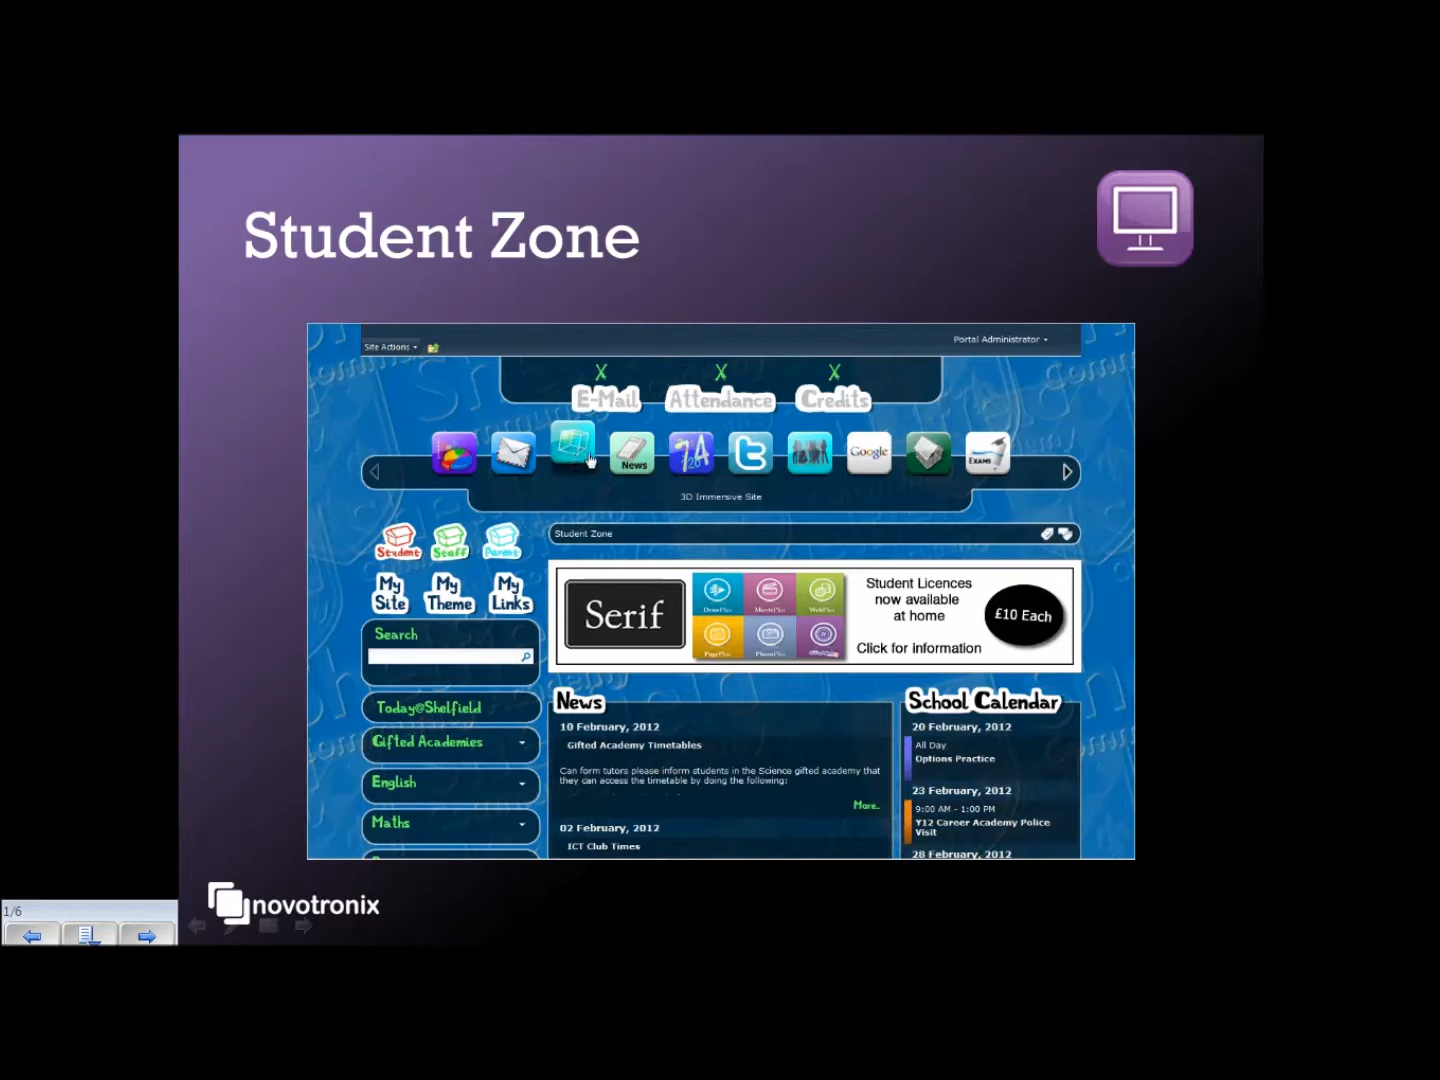 Student Zone
Site Actions
Portal Administrator
X X X
E-Mail Attendance Credits
News
Google
EXAMS
3D Immersive Site
Student Staff Parent
Student Zone
My Site
My Theme
My Links
Serif
DrawPlus MoviePlus WebPlus
PagePlus PhotoPlus
Student Licences
now available
at home
Click for information
£10 Each
Search
Today@Shelfield
Gifted Academies
English
Maths
News
10 February, 2012
Gifted Academy Timetables
Can form tutors please inform students in the Science gifted academy that
they can access the timetable by doing the following:
More..
02 February, 2012
ICT Club Times
School Calendar
20 February, 2012
All Day
Options Practice
23 February, 2012
9:00 AM - 1:00 PM
Y12 Career Academy Police
Visit
28 February, 2012
novotronix
1/6